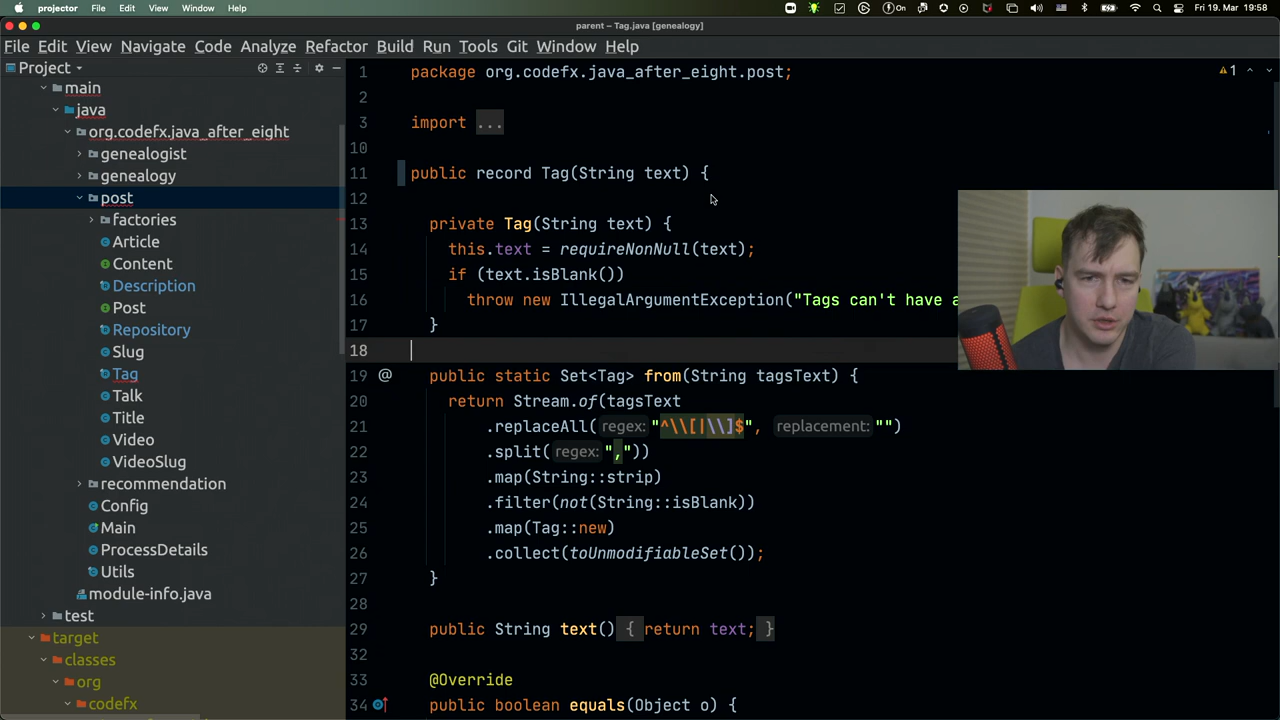 projector File Edit View Window Help
On
Fri 19. Mar 19:58
parent – Tag.java [genealogy]
File Edit View Navigate Code Analyze Refactor Build Run Tools Git Window Help
Project
main
java
org.codefx.java_after_eight
genealogist
genealogy
post
factories
Article
Content
Description
Post
Repository
Slug
Tag
Talk
Title
Video
VideoSlug
recommendation
Config
Main
ProcessDetails
Utils
module-info.java
test
target
classes
org
codefx
1 package org.codefx.java_after_eight.post;
2
3 import ...
10
11 public record Tag(String text) {
12
13 private Tag(String text) {
14 this.text = requireNonNull(text);
15 if (text.isBlank())
16 throw new IllegalArgumentException("Tags can't have a
17 }
18
19 @ public static Set<Tag> from(String tagsText) {
20 return Stream.of(tagsText
21 .replaceAll( regex: "^\\[|\\]$", replacement: "")
22 .split( regex: ","))
23 .map(String::strip)
24 .filter(not(String::isBlank))
25 .map(Tag::new)
26 .collect(toUnmodifiableSet());
27 }
28
29 public String text() { return text; }
32
33 @Override
34 public boolean equals(Object o) {
1